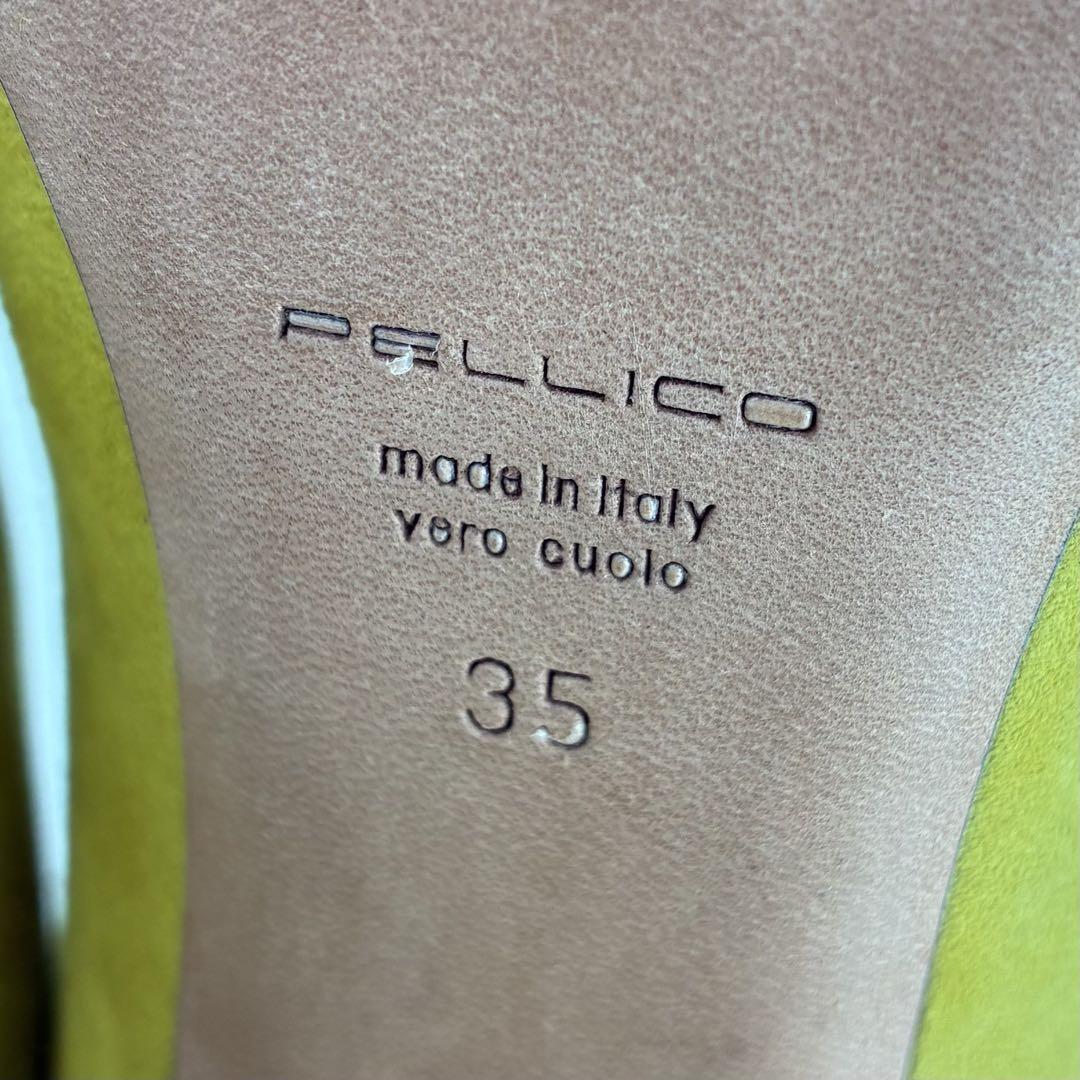 PELLICO
made in Italy
vero cuoio
35